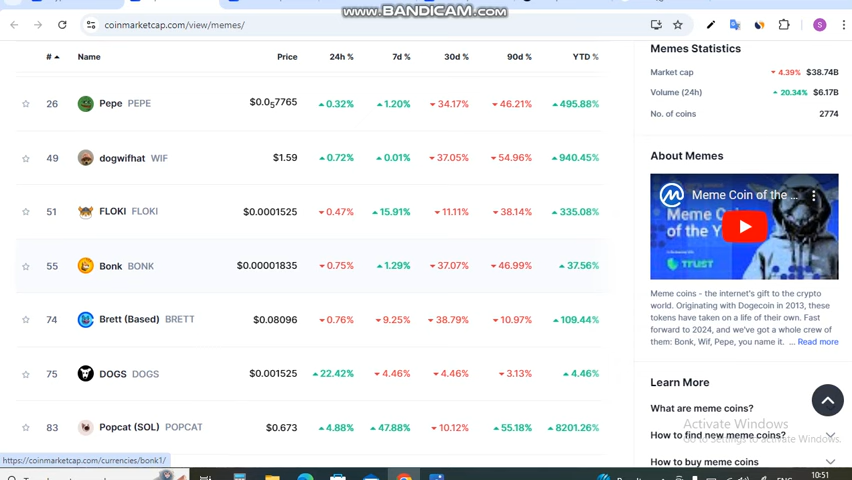 www.BANDICAM.com
coinmarketcap.com/view/memes/
S
# Name Price 24h % 7d % 30d % 90d % YTD %
26 Pepe PEPE $0.0₅7765 0.32% 1.20% 34.17% 46.21% 495.88%
49 dogwifhat WIF $1.59 0.72% 0.01% 37.05% 54.96% 940.45%
51 FLOKI FLOKI $0.0001525 0.47% 15.91% 11.11% 38.14% 335.08%
55 Bonk BONK $0.00001835 0.75% 1.29% 37.07% 46.99% 37.56%
74 Brett (Based) BRETT $0.08096 0.76% 9.25% 38.79% 10.97% 109.44%
75 DOGS DOGS $0.001525 22.42% 4.46% 4.46% 3.13% 4.46%
83 Popcat (SOL) POPCAT $0.673 4.88% 47.88% 10.12% 55.18% 8201.26%
https://coinmarketcap.com/currencies/bonk1/
Memes Statistics
Market cap 4.39% $38.74B
Volume (24h) 20.34% $6.17B
No. of coins 2774
About Memes
Meme Coin of the ...
Meme Coi
of the Y
TRUST
Meme coins - the internet's gift to the crypto
world. Originating with Dogecoin in 2013, these
tokens have taken on a life of their own. Fast
forward to 2024, and we've got a whole crew of
them: Bonk, Wif, Pepe, you name it. ... Read more
Learn More
What are meme coins?
Activate Windows
How to find new meme coins?
Go to Settings to activate Windows.
How to buy meme coins
10:51